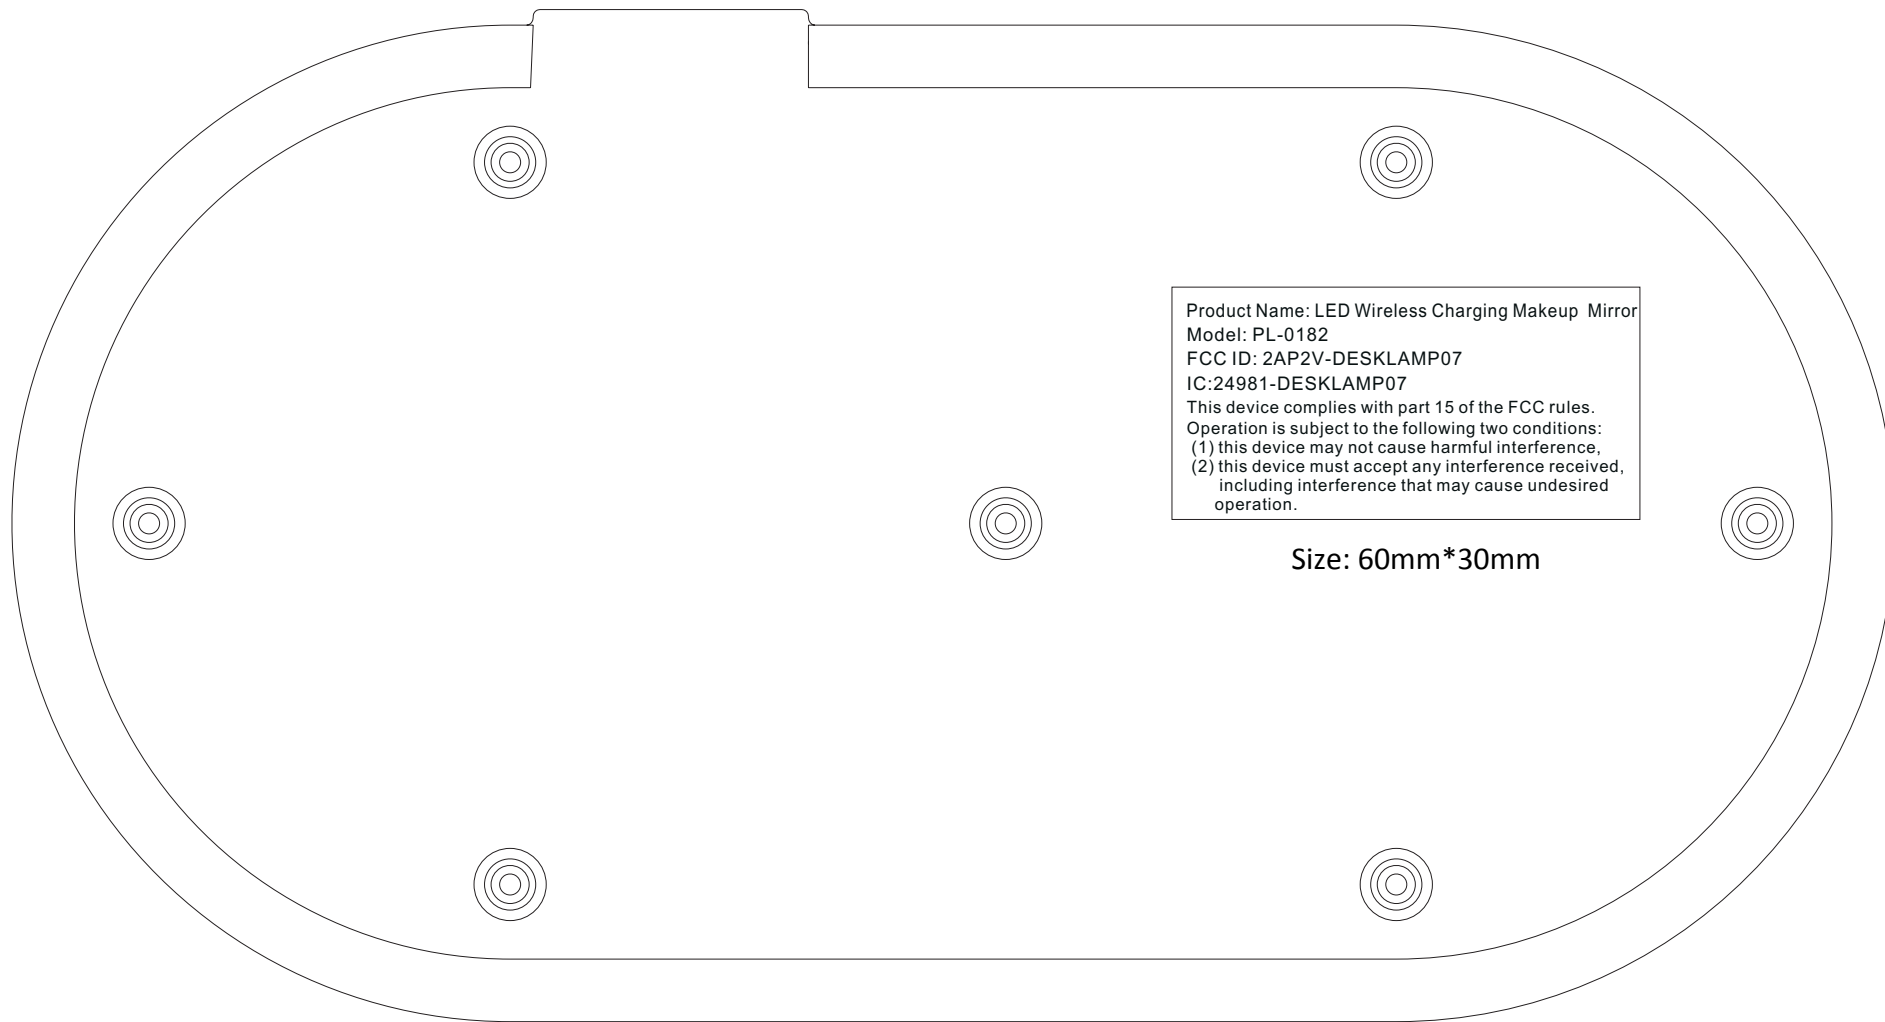 Product Name: LED Wireless Charging Makeup Mirror
Model: PL-0182
FCC ID: 2AP2V-DESKLAMP07
IC:24981-DESKLAMP07
This device complies with part 15 of the FCC rules.
Operation is subject to the following two conditions:
(1) this device may not cause harmful interference,
(2) this device must accept any interference received,
including interference that may cause undesired
operation.
Size: 60mm*30mm